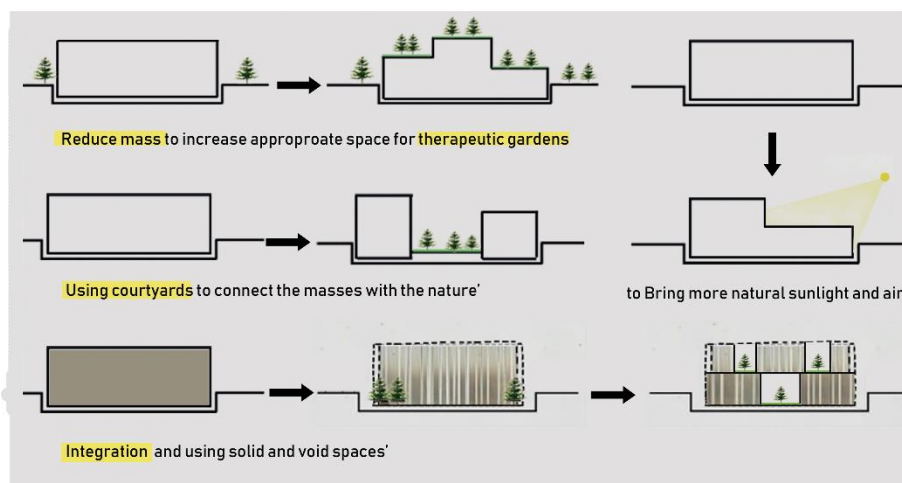 Reduce mass to increase approproate space for therapeutic gardens
Using courtyards to connect the masses with the nature'
to Bring more natural sunlight and air
Integration and using solid and void spaces'